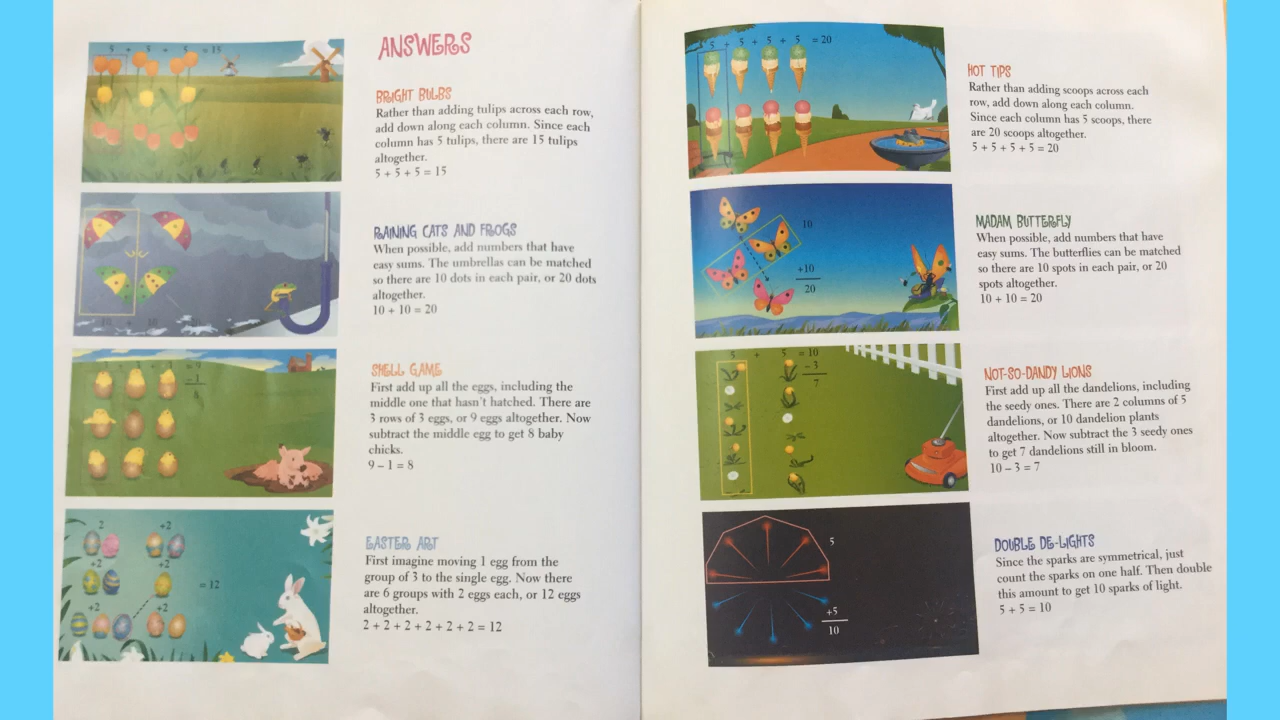 ANSWERS
5 + 5 + 5 = 15
BRIGHT BULBS
Rather than adding tulips across each row,
add down along each column. Since each
column has 5 tulips, there are 15 tulips
altogether.
5 + 5 + 5 = 15
RAINING CATS AND FROGS
When possible, add numbers that have
easy sums. The umbrellas can be matched
so there are 10 dots in each pair, or 20 dots
altogether.
10 + 10 = 20
= 9
- 1
8
SHELL GAME
First add up all the eggs, including the
middle one that hasn't hatched. There are
3 rows of 3 eggs, or 9 eggs altogether. Now
subtract the middle egg to get 8 baby
chicks.
9 – 1 = 8
2 +2
+2 +2
= 12
+2 +2
EASTER ART
First imagine moving 1 egg from the
group of 3 to the single egg. Now there
are 6 groups with 2 eggs each, or 12 eggs
altogether.
2 + 2 + 2 + 2 + 2 + 2 = 12
5 + 5 + 5 + 5 = 20
HOT TIPS
Rather than adding scoops across each
row, add down along each column.
Since each column has 5 scoops, there
are 20 scoops altogether.
5 + 5 + 5 + 5 = 20
10
+10
20
MADAM BUTTERFLY
When possible, add numbers that have
easy sums. The butterflies can be matched
so there are 10 spots in each pair, or 20
spots altogether.
10 + 10 = 20
5 + 5 = 10
- 3
7
NOT-SO-DANDY LIONS
First add up all the dandelions, including
the seedy ones. There are 2 columns of 5
dandelions, or 10 dandelion plants
altogether. Now subtract the 3 seedy ones
to get 7 dandelions still in bloom.
10 – 3 = 7
5
+5
10
DOUBLE DE-LIGHTS
Since the sparks are symmetrical, just
count the sparks on one half. Then double
this amount to get 10 sparks of light.
5 + 5 = 10